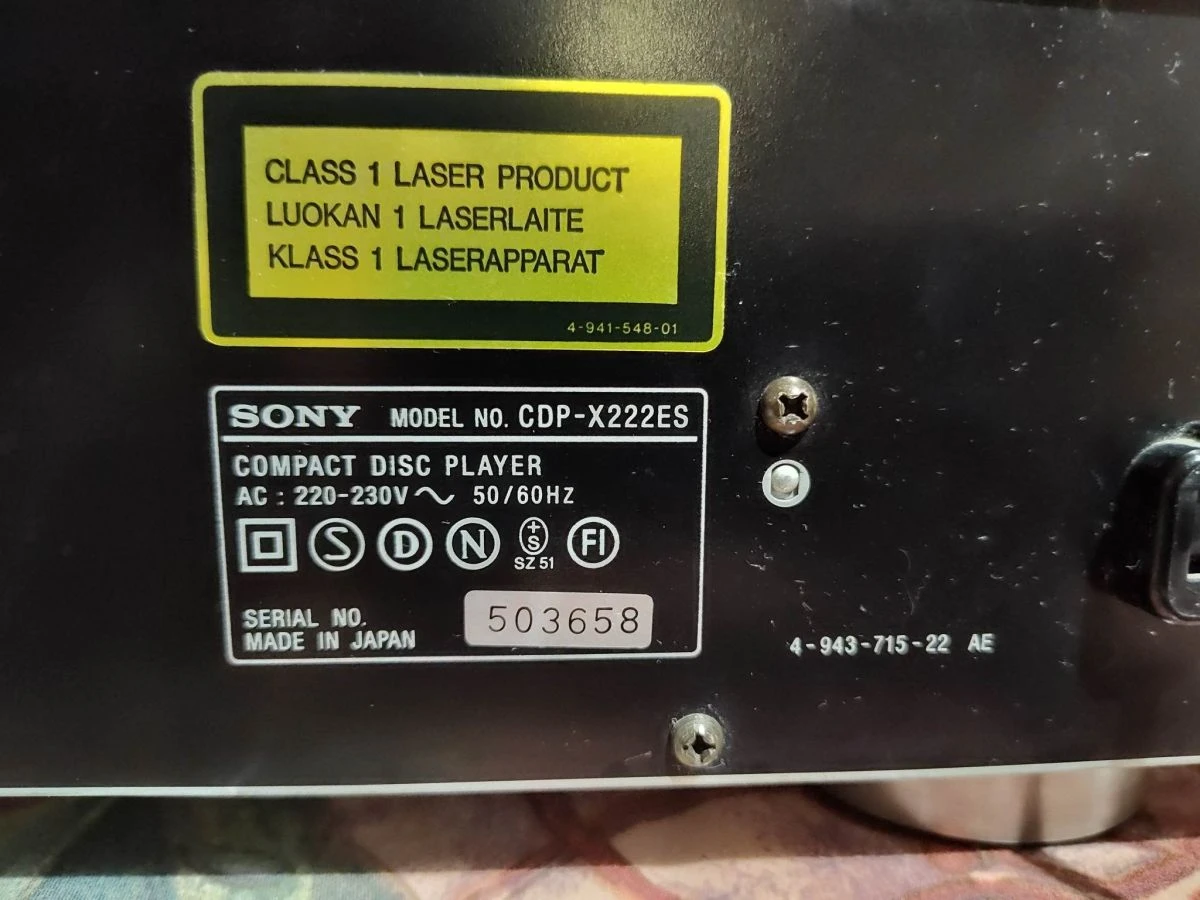 CLASS 1 LASER PRODUCT
LUOKAN 1 LASERLAITE
KLASS 1 LASERAPPARAT
4-941-548-01
SONY MODEL NO. CDP-X222ES
COMPACT DISC PLAYER
AC : 220-230V ~ 50/60Hz
S D N +S FI
SZ 51
SERIAL NO. 503658
MADE IN JAPAN
4-943-715-22 AE